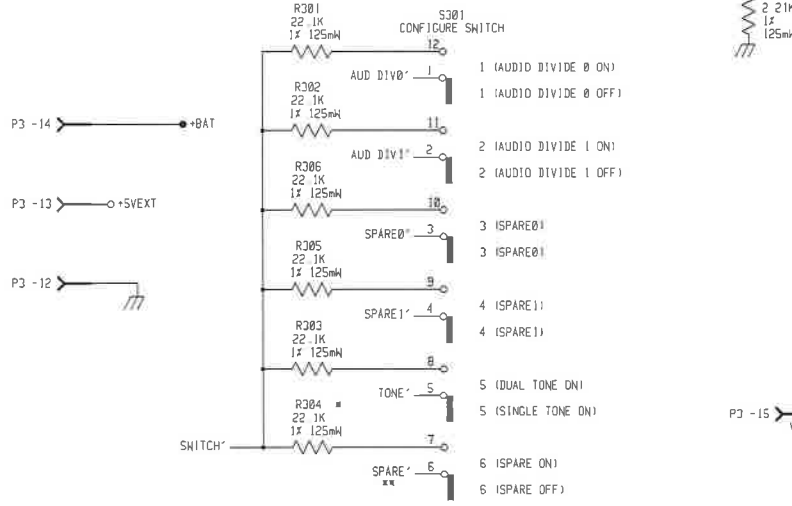 S301
CONFIGURE SWITCH
R301
22.1K
1% 125mW
12
AUD DIV0' 1
1 (AUDIO DIVIDE 0 ON)
1 (AUDIO DIVIDE 0 OFF)
R302
22.1K
1% 125mW
11
AUD DIV1' 2
2 (AUDIO DIVIDE 1 ON)
2 (AUDIO DIVIDE 1 OFF)
R306
22.1K
1% 125mW
10
SPARE0' 3
3 (SPARE0)
3 (SPARE0)
R305
22.1K
1% 125mW
9
SPARE1' 4
4 (SPARE1)
4 (SPARE1)
R303
22.1K
1% 125mW
8
TONE' 5
5 (DUAL TONE ON)
5 (SINGLE TONE ON)
R304 *
22.1K
1% 125mW
7
SWITCH'
SPARE' 6
**
6 (SPARE ON)
6 (SPARE OFF)
P3 -14
+BAT
P3 -13
+5VEXT
P3 -12
2.21K
1%
125mW
P3 -15